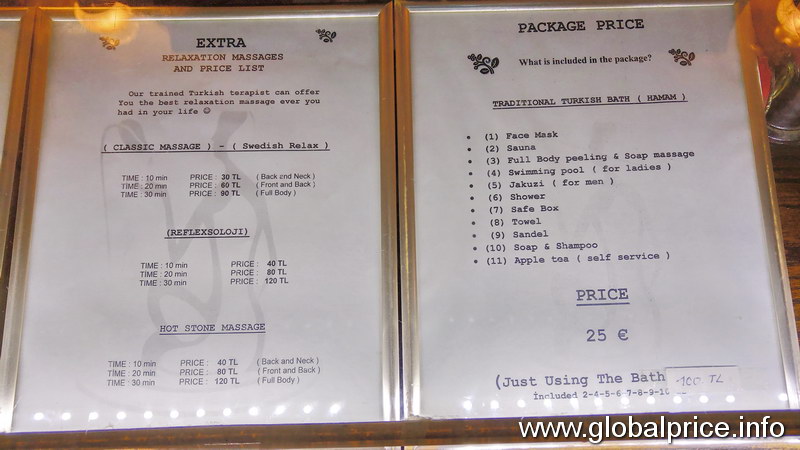 EXTRA
RELAXATION MASSAGES
AND PRICE LIST
Our trained Turkish terapist can offer
You the best relaxation massage ever you
had in your life ☺
( CLASSIC MASSAGE ) - ( Swedish Relax )
TIME : 10 min PRICE : 30 TL ( Back end Neck )
TIME : 20 min PRICE : 60 TL ( Front and Back )
TIME : 30 min PRICE : 90 TL ( Full Body )
(REFLEXSOLOJI)
TIME : 10 min PRICE : 40 TL
TIME : 20 min PRICE : 80 TL
TIME : 30 min PRICE : 120 TL
HOT STONE MASSAGE
TIME : 10 min PRICE : 40 TL ( Back and Neck )
TIME : 20 min PRICE : 80 TL ( Front and Back )
TIME : 30 min PRICE : 120 TL ( Full Body )
PACKAGE PRICE
What is included in the package?
TRADITIONAL TURKISH BATH ( HAMAM )
• (1) Face Mask
• (2) Sauna
• (3) Full Body peeling & Soap massage
• (4) Swimming pool ( for ladies )
• (5) Jakuzi ( for men )
• (6) Shower
• (7) Safe Box
• (8) Towel
• (9) Sandel
• (10) Soap & Shampoo
• (11) Apple tea ( self service )
PRICE
25 €
(Just Using The Bath 100 TL
İncluded 2-4-5-6-7-8-9-10
www.globalprice.info